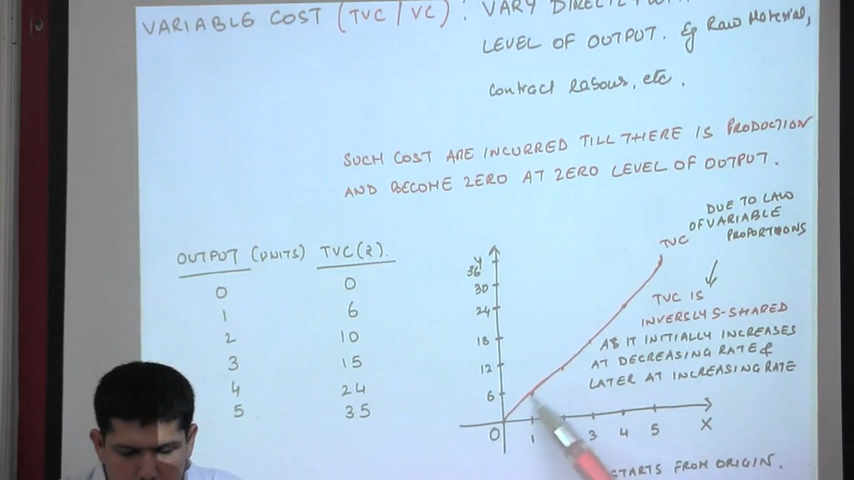 VARIABLE COST (TVC / VC) : VARY DIRECTLY
LEVEL OF OUTPUT. Eg Raw Material,
contract labour, etc.
SUCH COST ARE INCURRED TILL THERE IS PRODUCTION
AND BECOME ZERO AT ZERO LEVEL OF OUTPUT.
OUTPUT (UNITS) TVC (₹).
0 0
1 6
2 10
3 15
4 24
5 35
Y
36
30
24
18
12
6
0
1
3
4
5
X
TVC
DUE TO LAW
OF VARIABLE
PROPORTIONS
TVC IS
INVERSLY S-SHAPED
AS IT INITIALLY INCREASES
AT DECREASING RATE &
LATER AT INCREASING RATE
STARTS FROM ORIGIN.